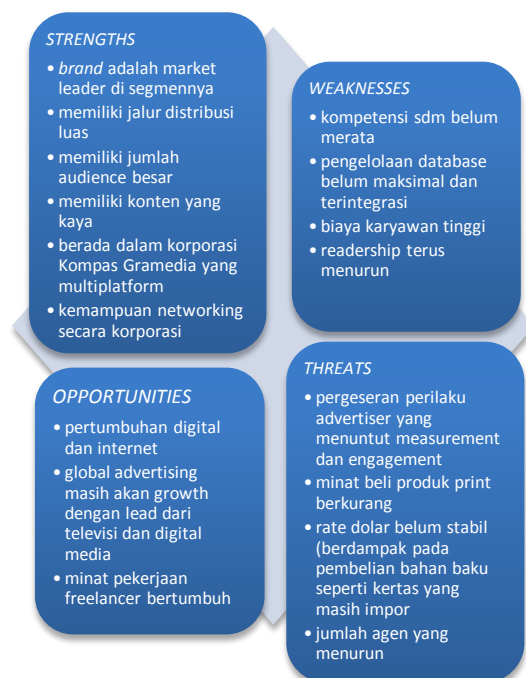 STRENGTHS
• brand adalah market
leader di segmennya
• memiliki jalur distribusi
luas
• memiliki jumlah
audience besar
• memiliki konten yang
kaya
• berada dalam korporasi
Kompas Gramedia yang
multiplatform
• kemampuan networking
secara korporasi
WEAKNESSES
• kompetensi sdm belum
merata
• pengelolaan database
belum maksimal dan
terintegrasi
• biaya karyawan tinggi
• readership terus
menurun
OPPORTUNITIES
• pertumbuhan digital
dan internet
• global advertising
masih akan growth
dengan lead dari
televisi dan digital
media
• minat pekerjaan
freelancer bertumbuh
THREATS
• pergeseran perilaku
advertiser yang
menuntut measurement
dan engagement
• minat beli produk print
berkurang
• rate dolar belum stabil
(berdampak pada
pembelian bahan baku
seperti kertas yang
masih impor
• jumlah agen yang
menurun